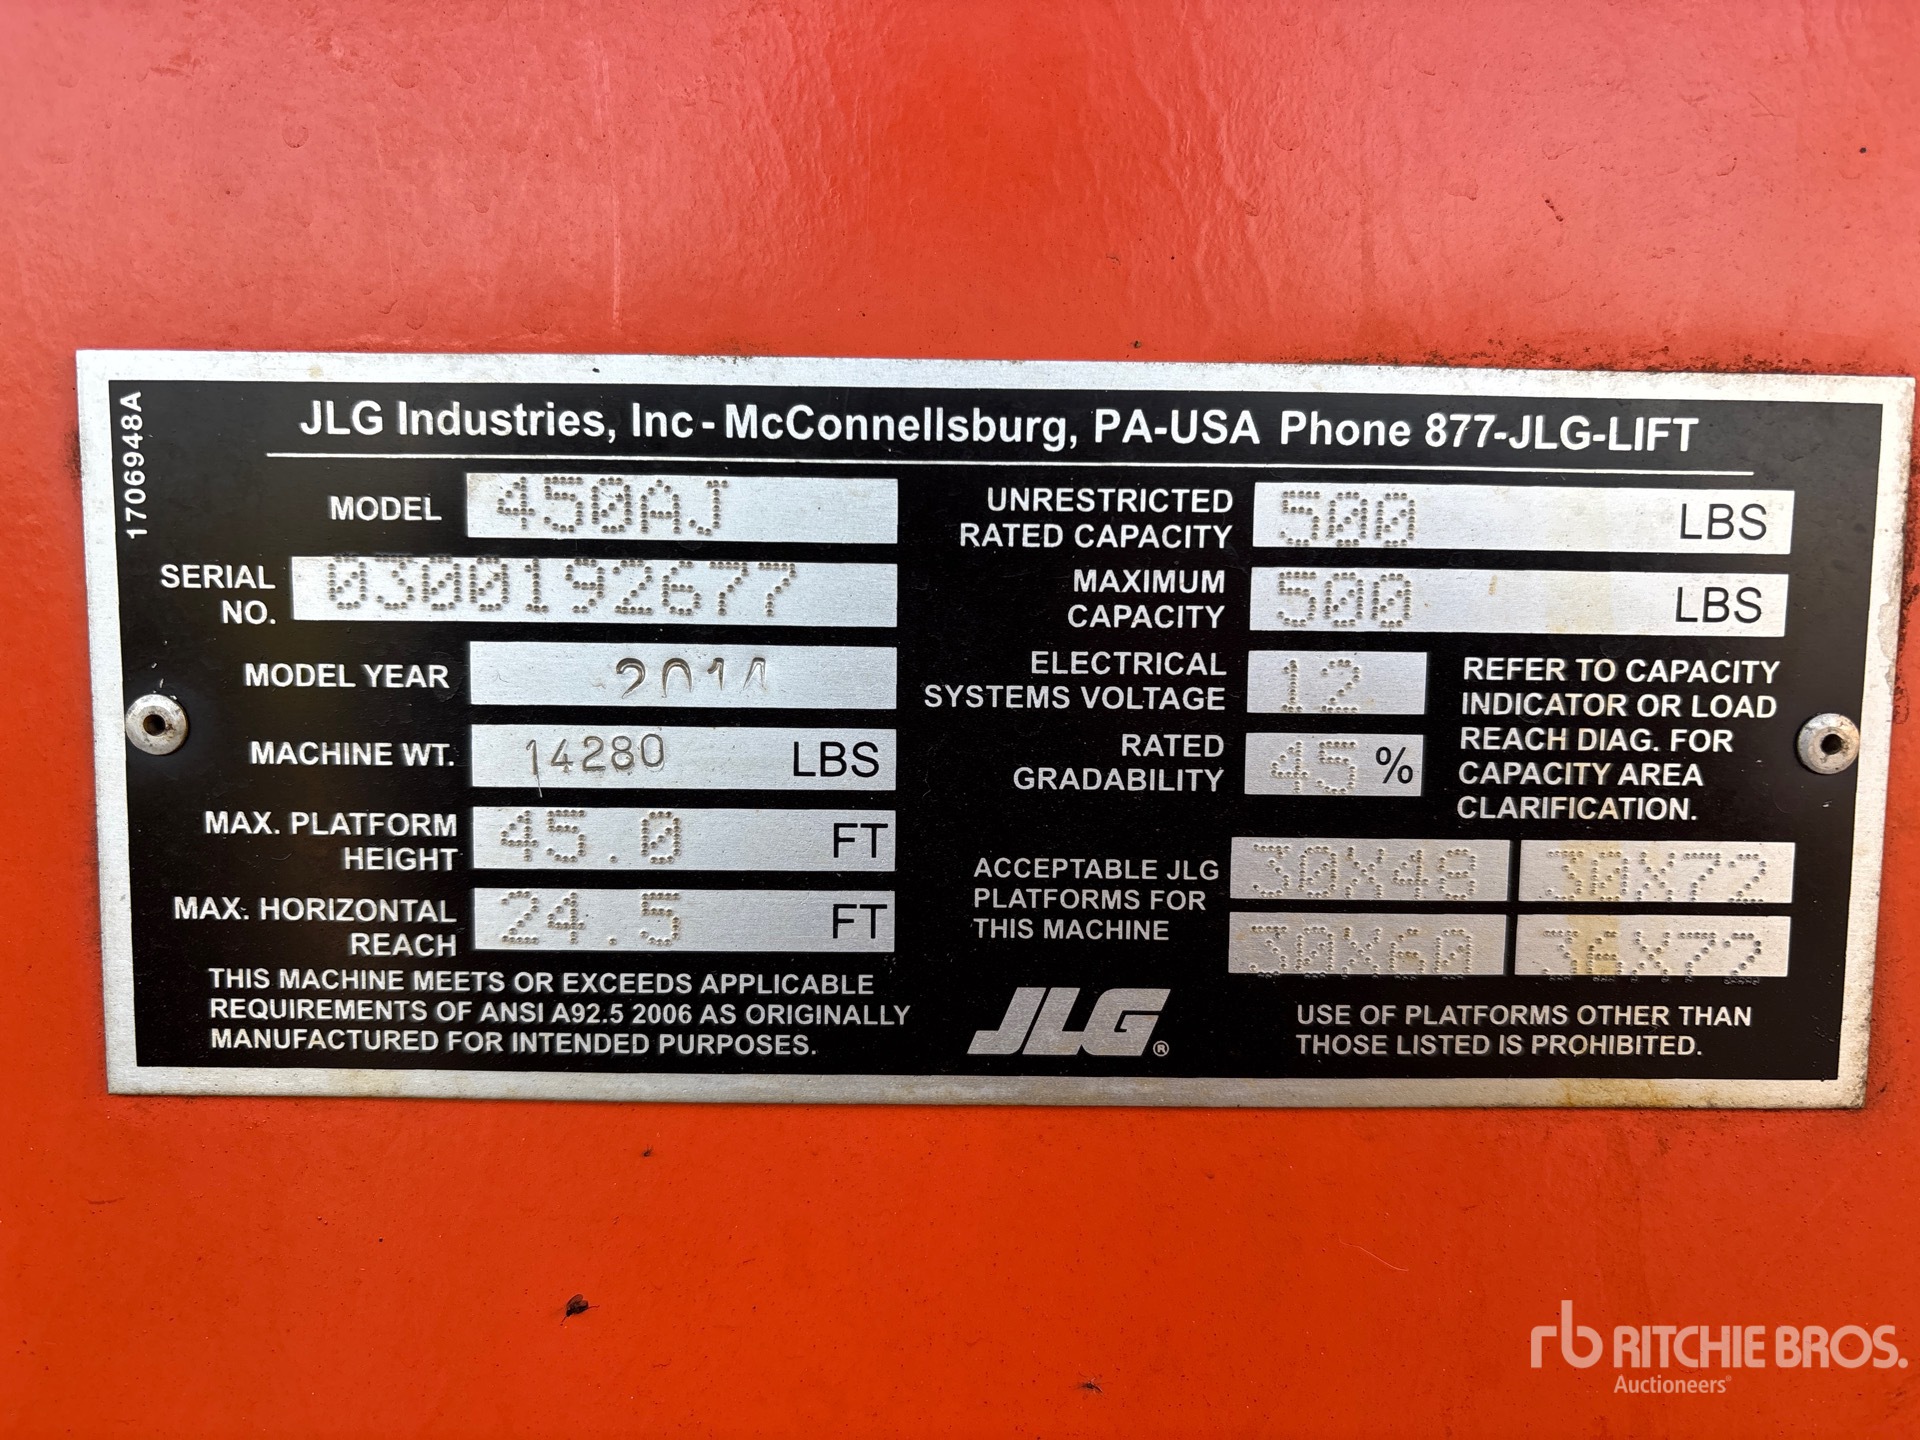 1706948A
JLG Industries, Inc - McConnellsburg, PA-USA Phone 877-JLG-LIFT
MODEL 450AJ
SERIAL NO. 0300192677
MODEL YEAR 2014
MACHINE WT. 14280 LBS
MAX. PLATFORM HEIGHT 45.0 FT
MAX. HORIZONTAL REACH 24.5 FT
THIS MACHINE MEETS OR EXCEEDS APPLICABLE
REQUIREMENTS OF ANSI A92.5 2006 AS ORIGINALLY
MANUFACTURED FOR INTENDED PURPOSES.
UNRESTRICTED RATED CAPACITY 500 LBS
MAXIMUM CAPACITY 500 LBS
ELECTRICAL SYSTEMS VOLTAGE 12
RATED GRADABILITY 45 %
REFER TO CAPACITY
INDICATOR OR LOAD
REACH DIAG. FOR
CAPACITY AREA
CLARIFICATION.
ACCEPTABLE JLG
PLATFORMS FOR
THIS MACHINE
30X48 30X72
30X60 36X72
JLG®
USE OF PLATFORMS OTHER THAN
THOSE LISTED IS PROHIBITED.
rb RITCHIE BROS.
Auctioneers